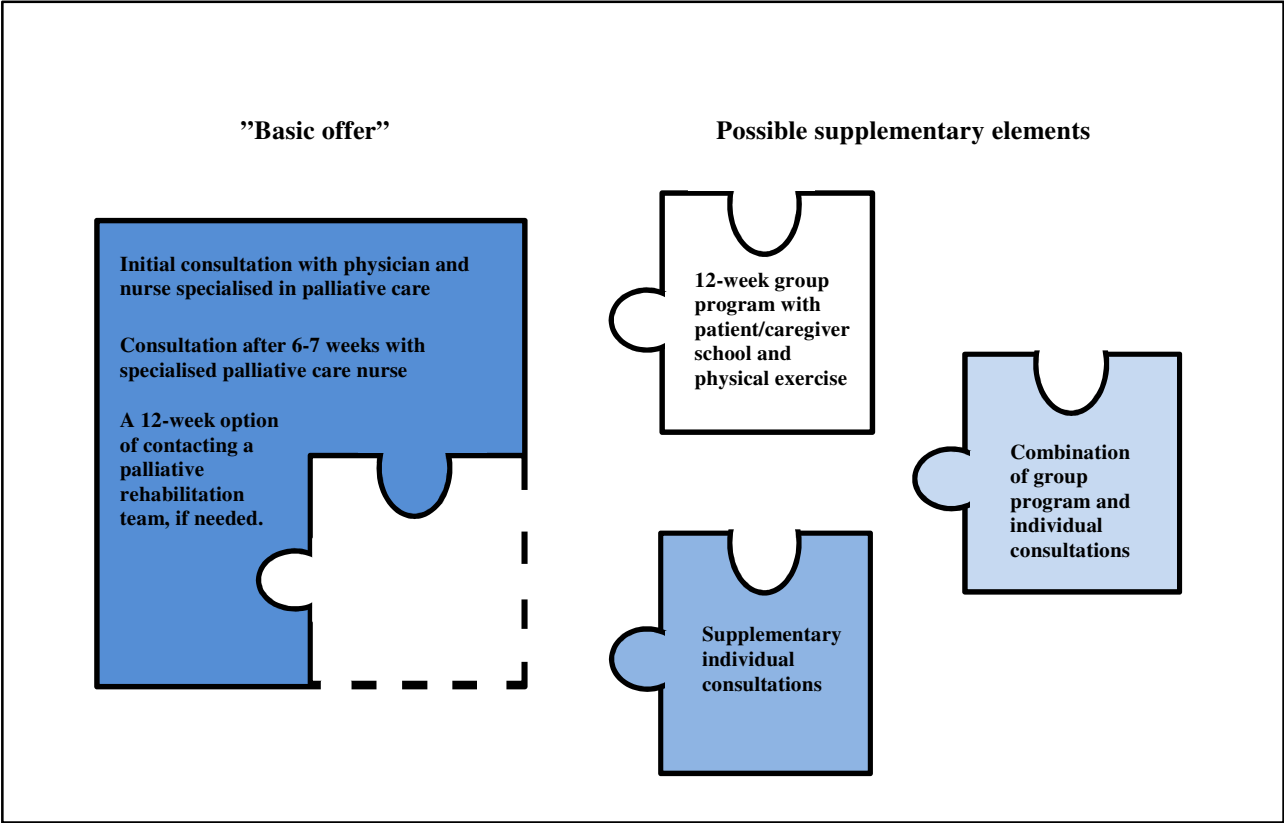 ”Basic offer”
Possible supplementary elements
Initial consultation with physician and
nurse specialised in palliative care
Consultation after 6-7 weeks with
specialised palliative care nurse
A 12-week option
of contacting a
palliative
rehabilitation
team, if needed.
12-week group
program with
patient/caregiver
school and
physical exercise
Combination
of group
program and
individual
consultations
Supplementary
individual
consultations